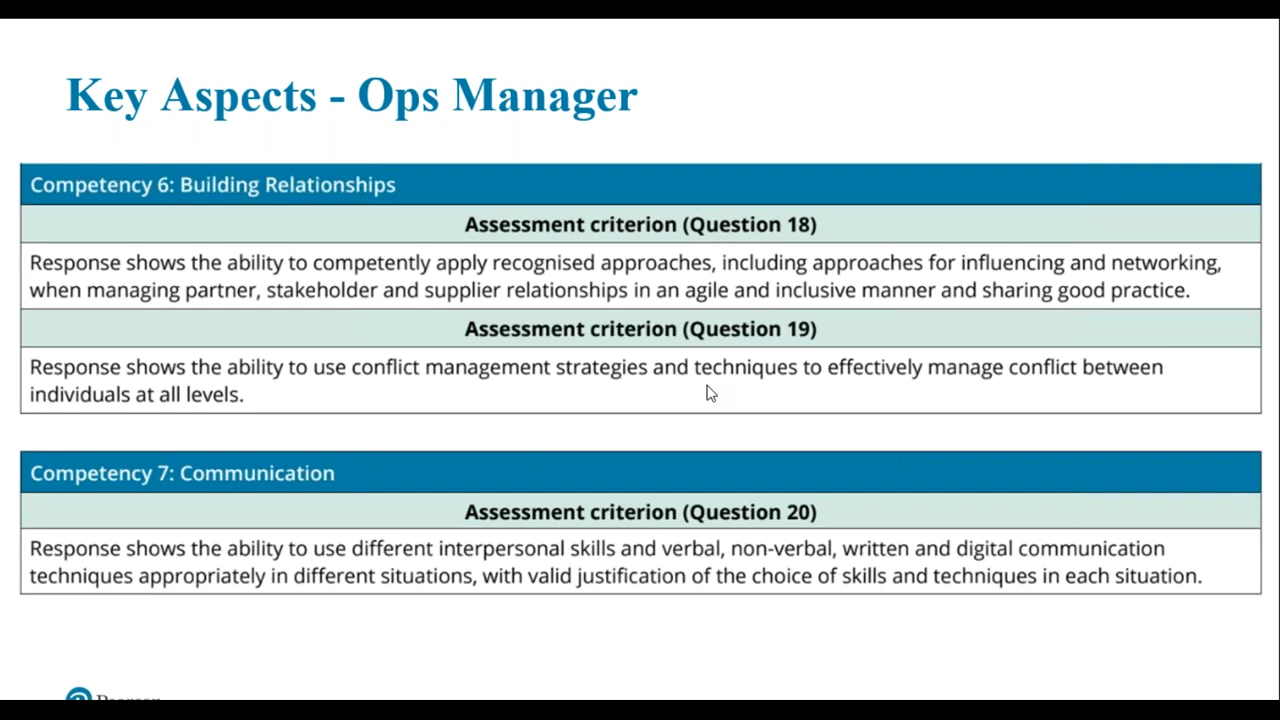 Key Aspects - Ops Manager
Competency 6: Building Relationships
Assessment criterion (Question 18)
Response shows the ability to competently apply recognised approaches, including approaches for influencing and networking,
when managing partner, stakeholder and supplier relationships in an agile and inclusive manner and sharing good practice.
Assessment criterion (Question 19)
Response shows the ability to use conflict management strategies and techniques to effectively manage conflict between
individuals at all levels.
Competency 7: Communication
Assessment criterion (Question 20)
Response shows the ability to use different interpersonal skills and verbal, non-verbal, written and digital communication
techniques appropriately in different situations, with valid justification of the choice of skills and techniques in each situation.
Pearson